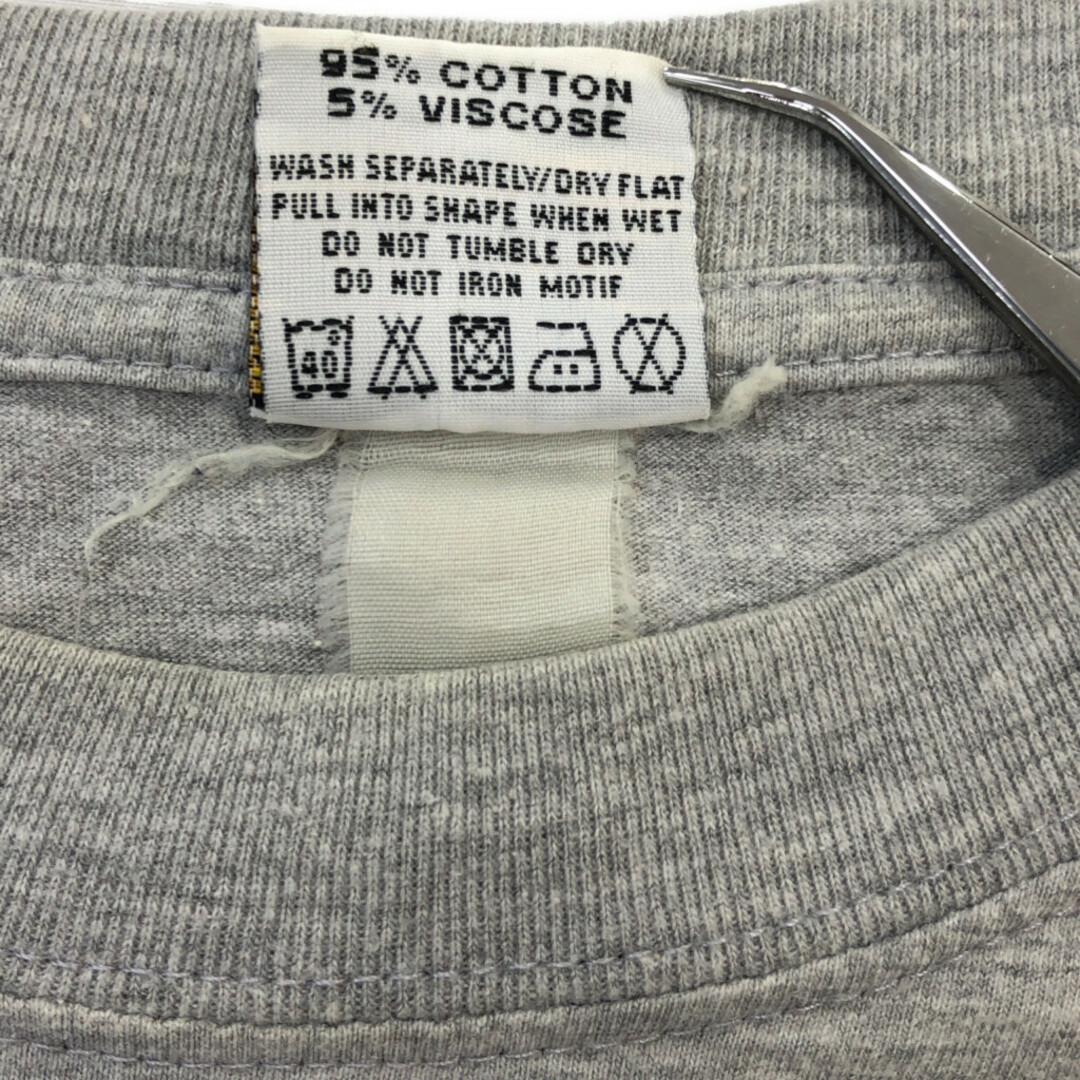 95% COTTON
5% VISCOSE
WASH SEPARATELY/DRY FLAT
PULL INTO SHAPE WHEN WET
DO NOT TUMBLE DRY
DO NOT IRON MOTIF
40